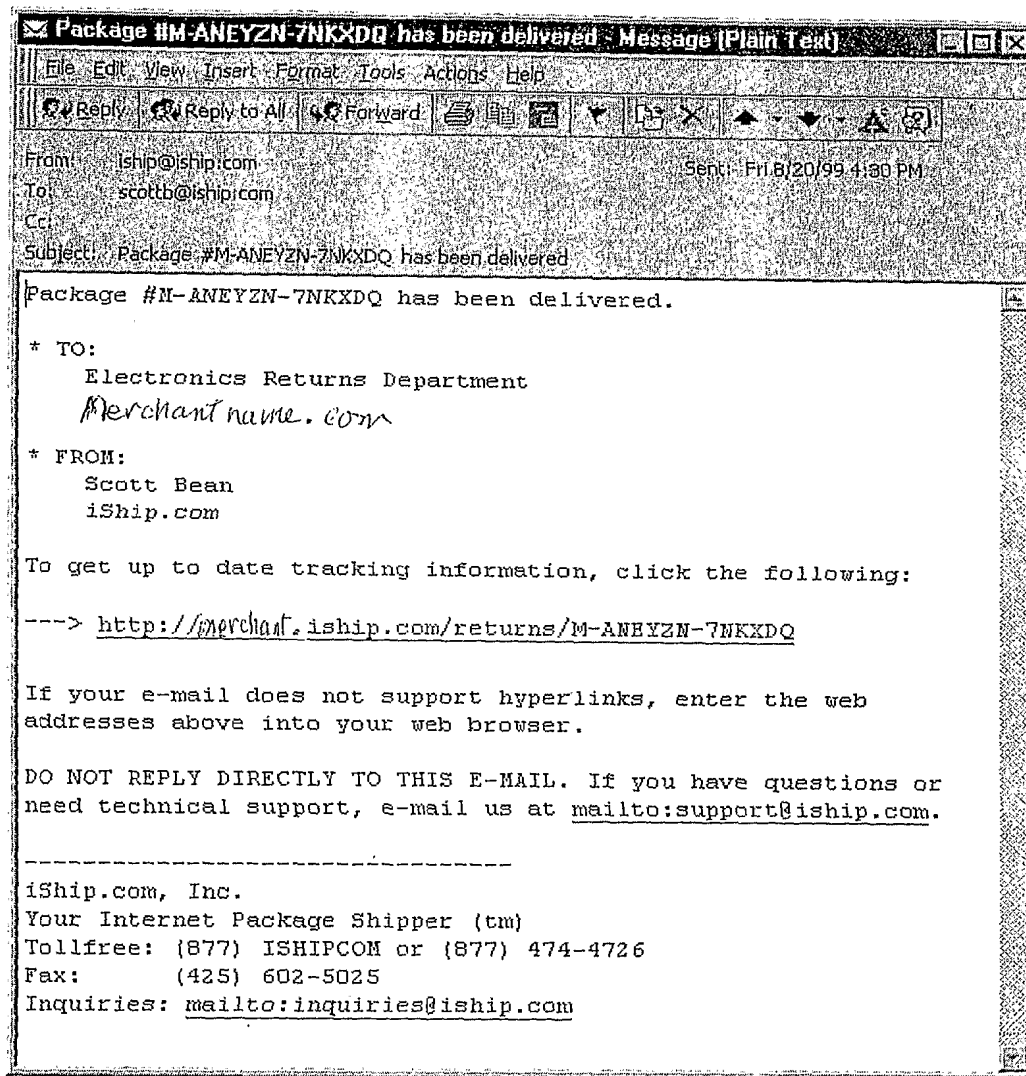 Package #M-ANEYZN-7NKXDQ has been delivered - Message (Plain Text)
File Edit View Insert Format Tools Actions Help
Reply Reply to All Forward
From: iship@iship.com Sent: Fri 8/20/99 4:30 PM
To: scottb@iship.com
Cc:
Subject: Package #M-ANEYZN-7NKXDQ has been delivered
Package #M-ANEYZN-7NKXDQ has been delivered.
* TO:
Electronics Returns Department
Merchantname.com
* FROM:
Scott Bean
iShip.com
To get up to date tracking information, click the following:
---> http://merchant.iship.com/returns/M-ANEYZN-7NKXDQ
If your e-mail does not support hyperlinks, enter the web
addresses above into your web browser.
DO NOT REPLY DIRECTLY TO THIS E-MAIL. If you have questions or
need technical support, e-mail us at mailto:support@iship.com.
----------------------------------
iShip.com, Inc.
Your Internet Package Shipper (tm)
Tollfree: (877) ISHIPCOM or (877) 474-4726
Fax: (425) 602-5025
Inquiries: mailto:inquiries@iship.com